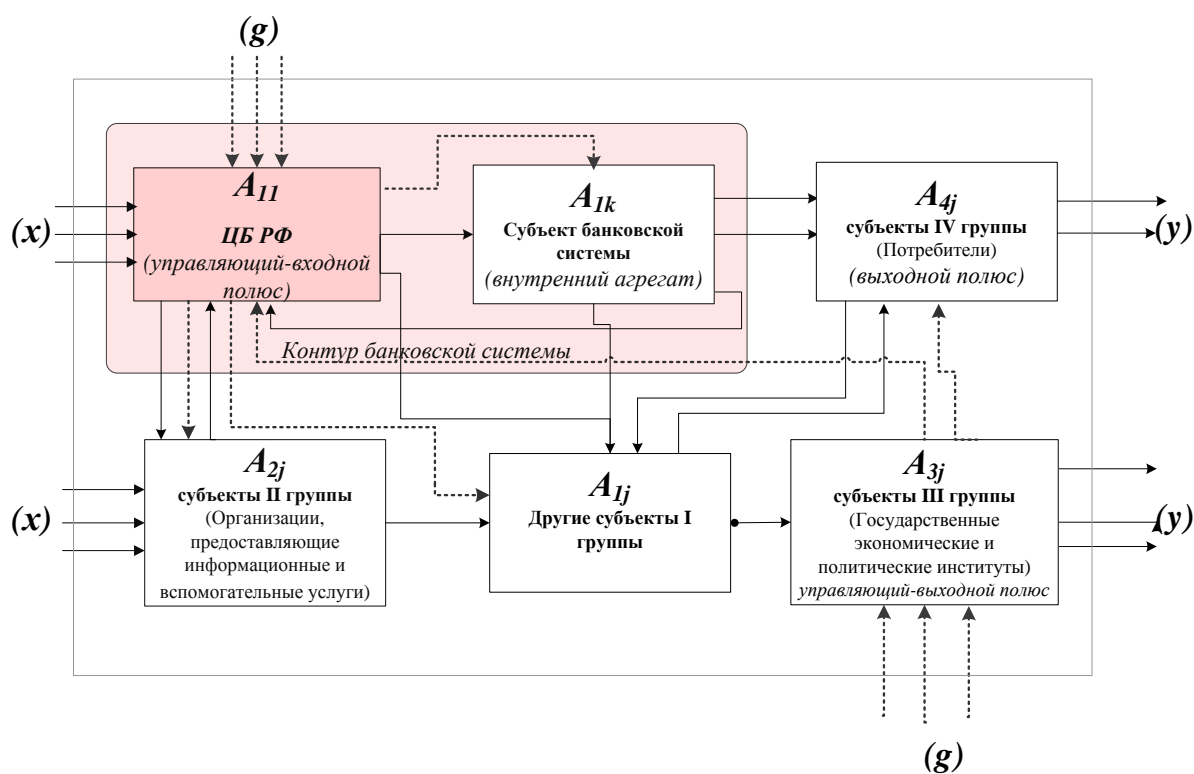 (g)
(x)
A11
ЦБ РФ
(управляющий-входной
полюс)
A1k
Субъект банковской
системы
(внутренний агрегат)
A4j
субъекты IV группы
(Потребители)
(выходной полюс)
(y)
Контур банковской системы
(x)
A2j
субъекты II группы
(Организации,
предоставляющие
информационные и
вспомогательные услуги)
A1j
Другие субъекты I
группы
A3j
субъекты III группы
(Государственные
экономические и
политические институты)
управляющий-выходной полюс
(y)
(g)